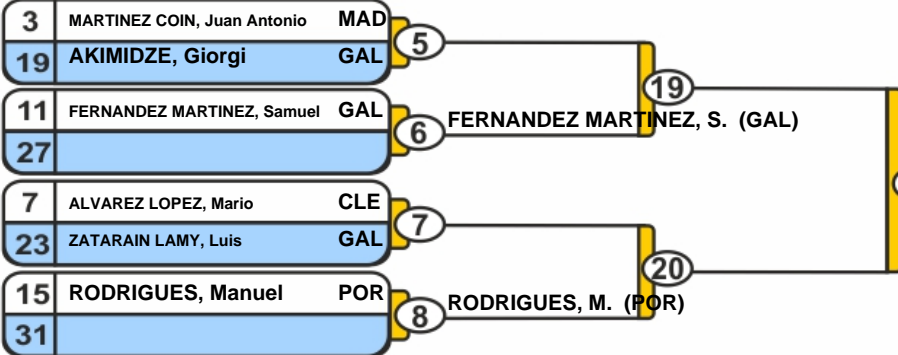 3 MARTINEZ COIN, Juan Antonio MAD
5
19 AKIMIDZE, Giorgi GAL
19
11 FERNANDEZ MARTINEZ, Samuel GAL
6 FERNANDEZ MARTINEZ, S. (GAL)
27
7 ALVAREZ LOPEZ, Mario CLE
7
23 ZATARAIN LAMY, Luis GAL
20
15 RODRIGUES, Manuel POR
8 RODRIGUES, M. (POR)
31